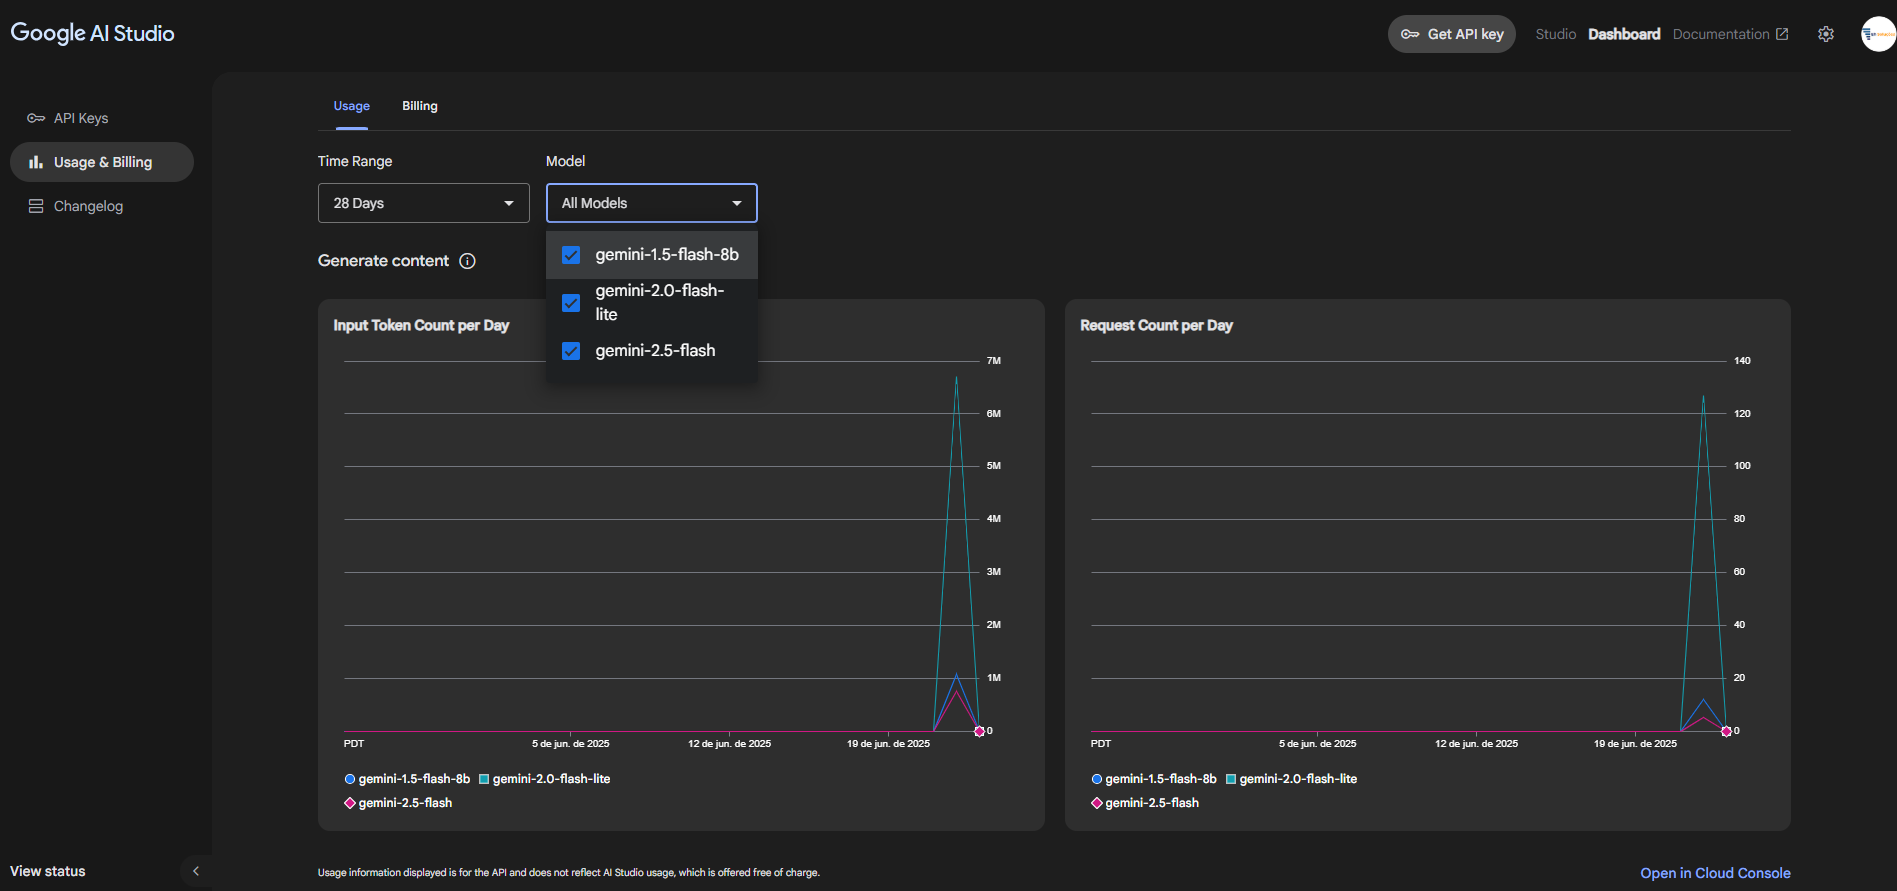 Google AI Studio
Get API key
Studio
Dashboard
Documentation
API Keys
Usage & Billing
Changelog
Usage
Billing
Time Range
Model
28 Days
All Models
gemini-1.5-flash-8b
gemini-2.0-flash-
lite
gemini-2.5-flash
Generate content
Input Token Count per Day
7M
6M
5M
4M
3M
2M
1M
0
PDT
5 de jun. de 2025
12 de jun. de 2025
19 de jun. de 2025
gemini-1.5-flash-8b
gemini-2.0-flash-lite
gemini-2.5-flash
Request Count per Day
140
120
100
80
60
40
20
0
PDT
5 de jun. de 2025
12 de jun. de 2025
19 de jun. de 2025
gemini-1.5-flash-8b
gemini-2.0-flash-lite
gemini-2.5-flash
View status
Usage information displayed is for the API and does not reflect AI Studio usage, which is offered free of charge.
Open in Cloud Console